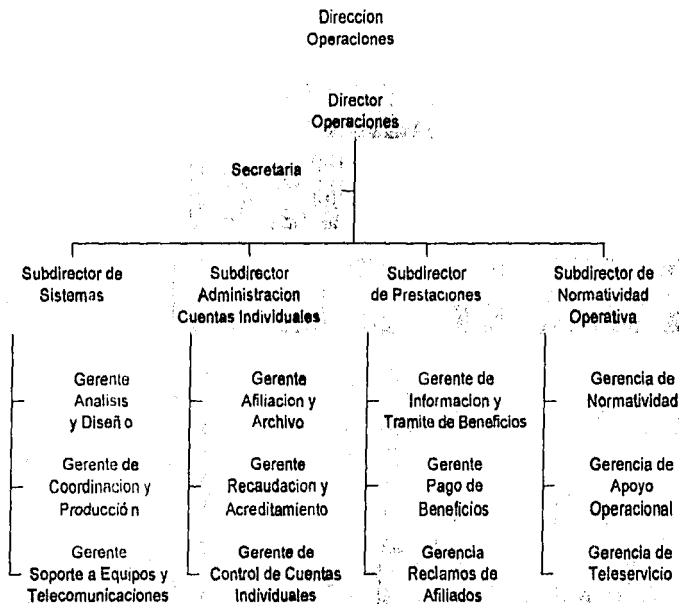 Direccion
Operaciones
Director
Operaciones
Secretaria
Subdirector de
Sistemas
Subdirector
Administracion
Cuentas Individuales
Subdirector
de Prestaciones
Subdirector de
Normatividad
Operativa
Gerente
Analisis
y Diseño
Gerente
Afiliacion y
Archivo
Gerente de
Informacion y
Tramite de Beneficios
Gerencia de
Normatividad
Gerente de
Coordinacion y
Producción
Gerente
Recaudacion y
Acreditamiento
Gerente
Pago de
Beneficios
Gerencia de
Apoyo
Operacional
Gerente
Soporte a Equipos y
Telecomunicaciones
Gerente de
Control de Cuentas
Individuales
Gerencia
Reclamos de
Afiliados
Gerencia de
Teleservicio